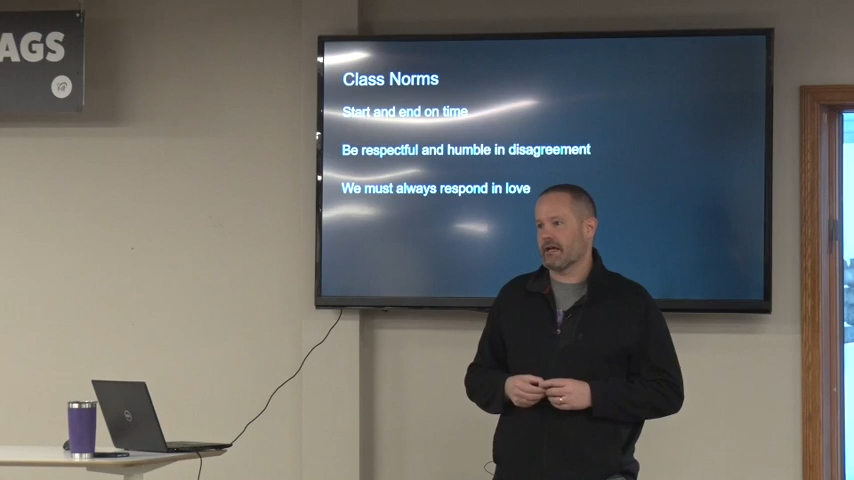 AGS
Class Norms
Start and end on time
Be respectful and humble in disagreement
We must always respond in love